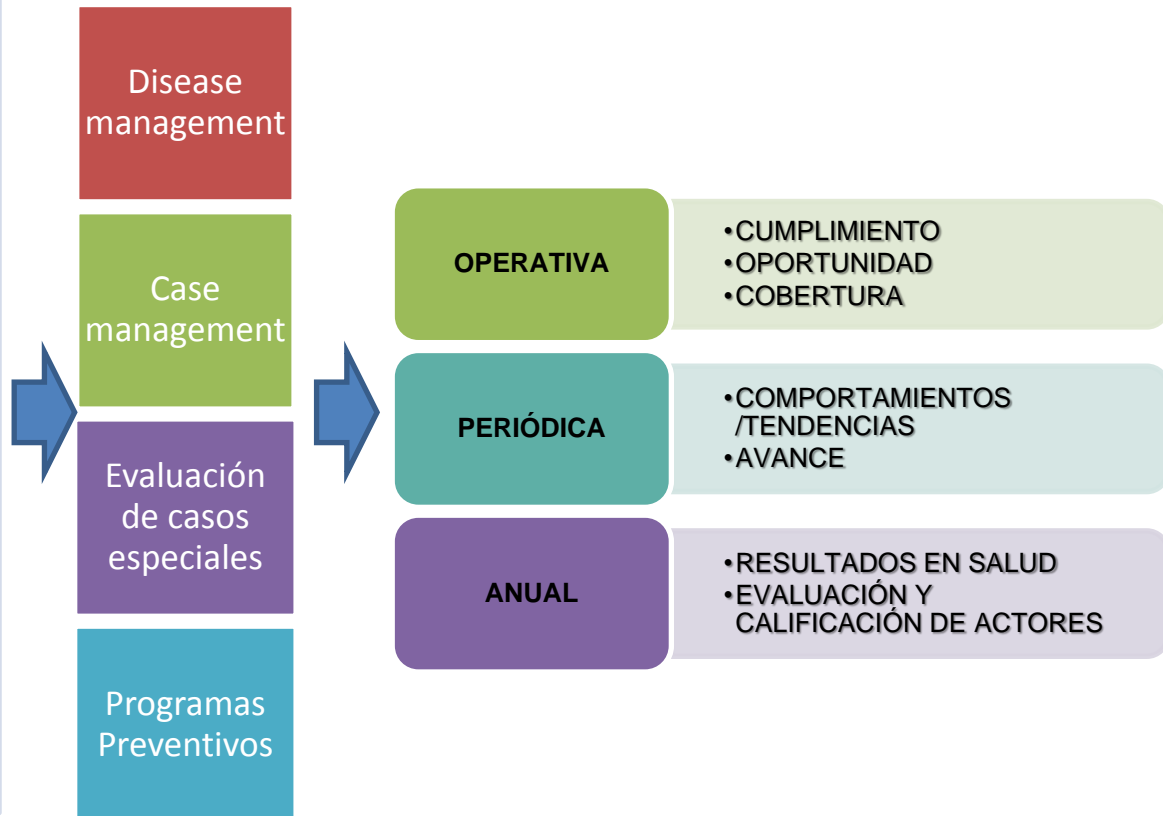 Disease
management
Case
management
Evaluación
de casos
especiales
Programas
Preventivos
OPERATIVA
•CUMPLIMIENTO
•OPORTUNIDAD
•COBERTURA
PERIÓDICA
•COMPORTAMIENTOS
/TENDENCIAS
•AVANCE
ANUAL
•RESULTADOS EN SALUD
•EVALUACIÓN Y
CALIFICACIÓN DE ACTORES